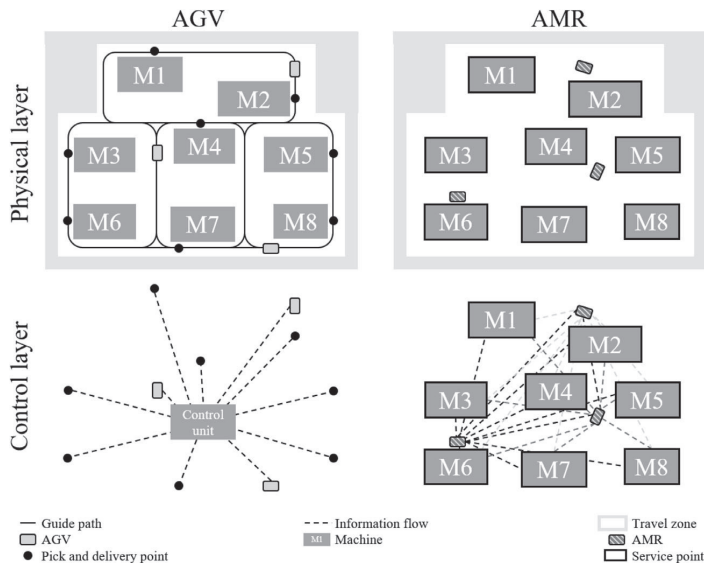 AGV
AMR
Physical layer
M1
M2
M3
M4
M5
M6
M7
M8
M1
M2
M3
M4
M5
M6
M7
M8
Control layer
Control
unit
M1
M2
M3
M4
M5
M6
M7
M8
Guide path
Information flow
Travel zone
AGV
M1 Machine
AMR
Pick and delivery point
Service point